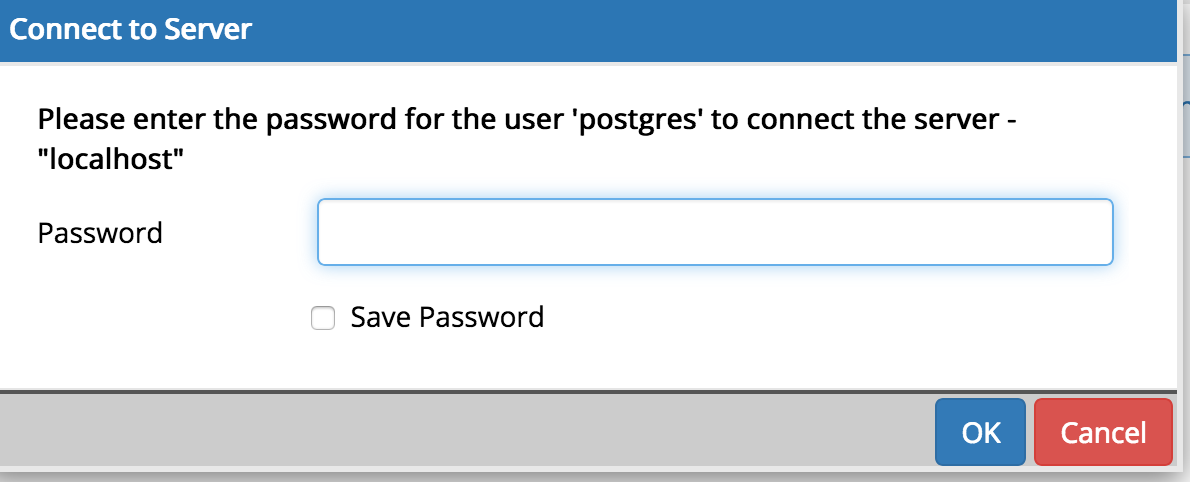 Connect to Server
Please enter the password for the user 'postgres' to connect the server -
"localhost"
Password
Save Password
OK
Cancel